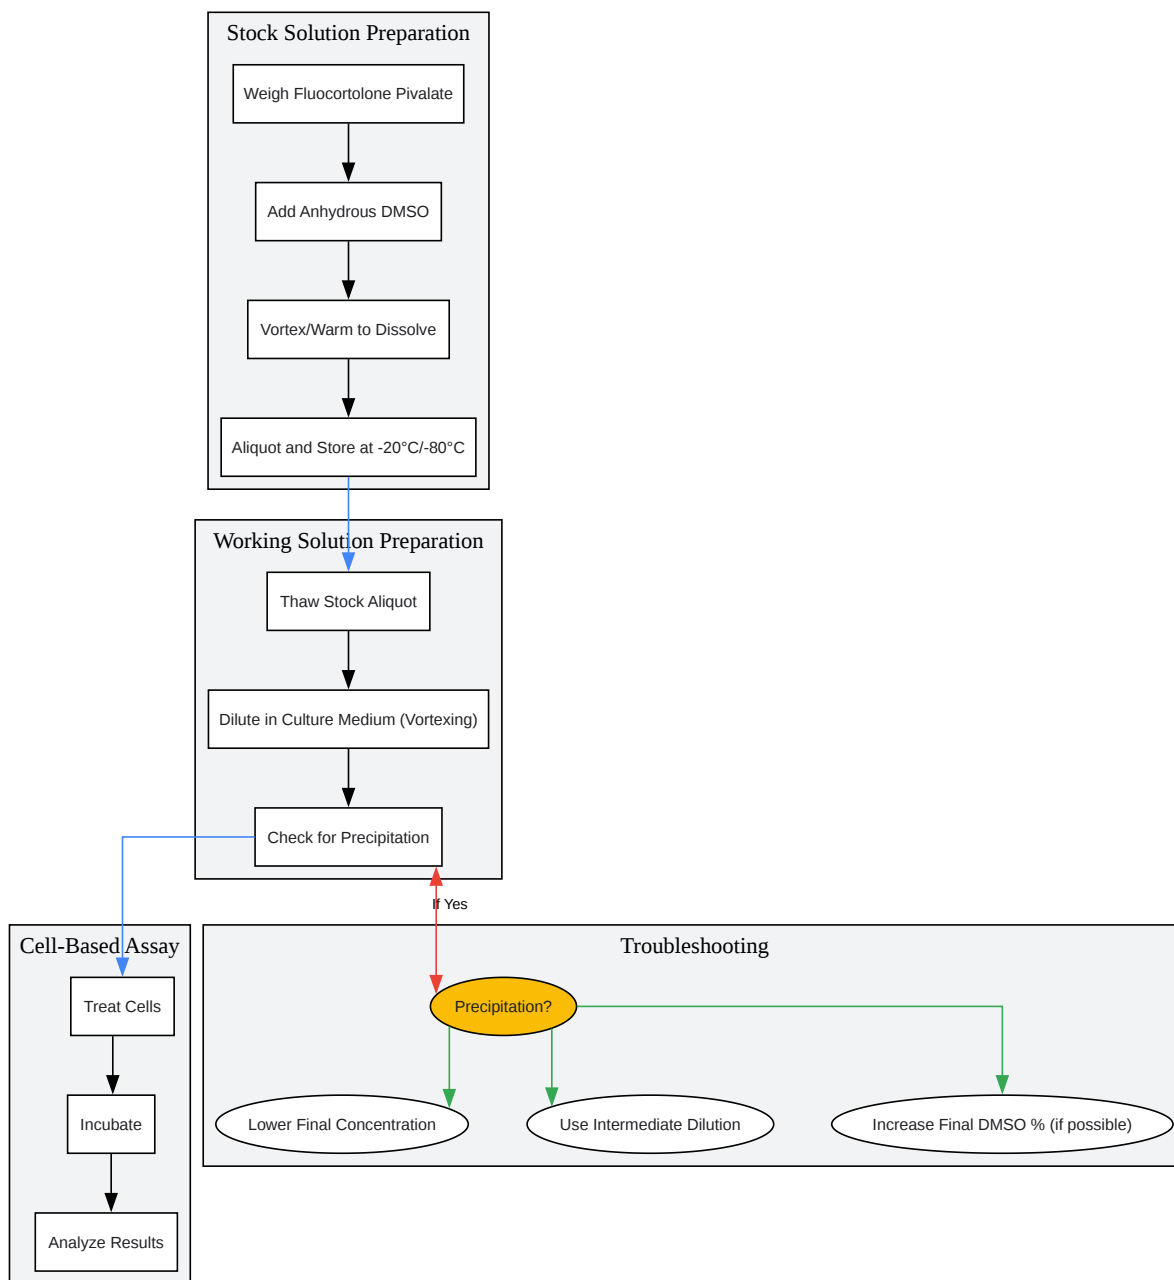 Stock Solution Preparation
Weigh Fluocortolone Pivalate
Add Anhydrous DMSO
Vortex/Warm to Dissolve
Aliquot and Store at -20°C/-80°C
Working Solution Preparation
Thaw Stock Aliquot
Dilute in Culture Medium (Vortexing)
Check for Precipitation
If Yes
Cell-Based Assay
Treat Cells
Incubate
Analyze Results
Troubleshooting
Precipitation?
Lower Final Concentration
Use Intermediate Dilution
Increase Final DMSO % (if possible)